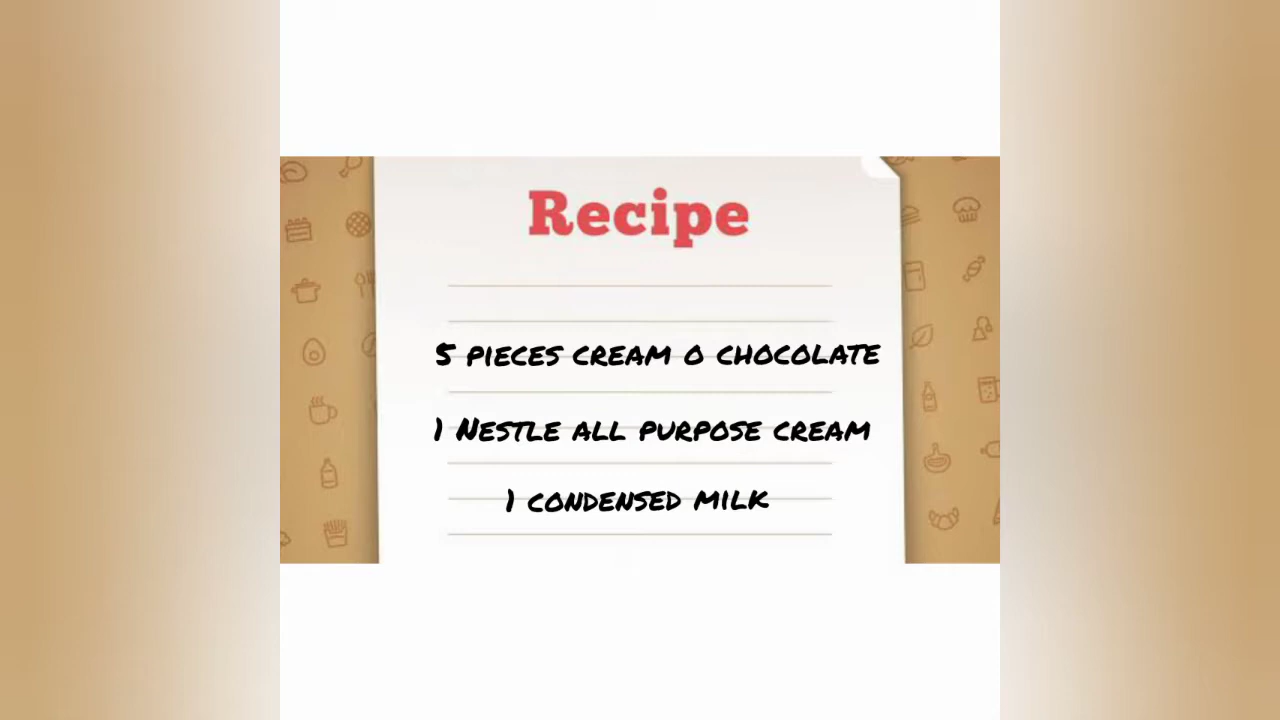 Recipe
5 PIECES CREAM O CHOCOLATE
1 NESTLE ALL PURPOSE CREAM
1 CONDENSED MILK